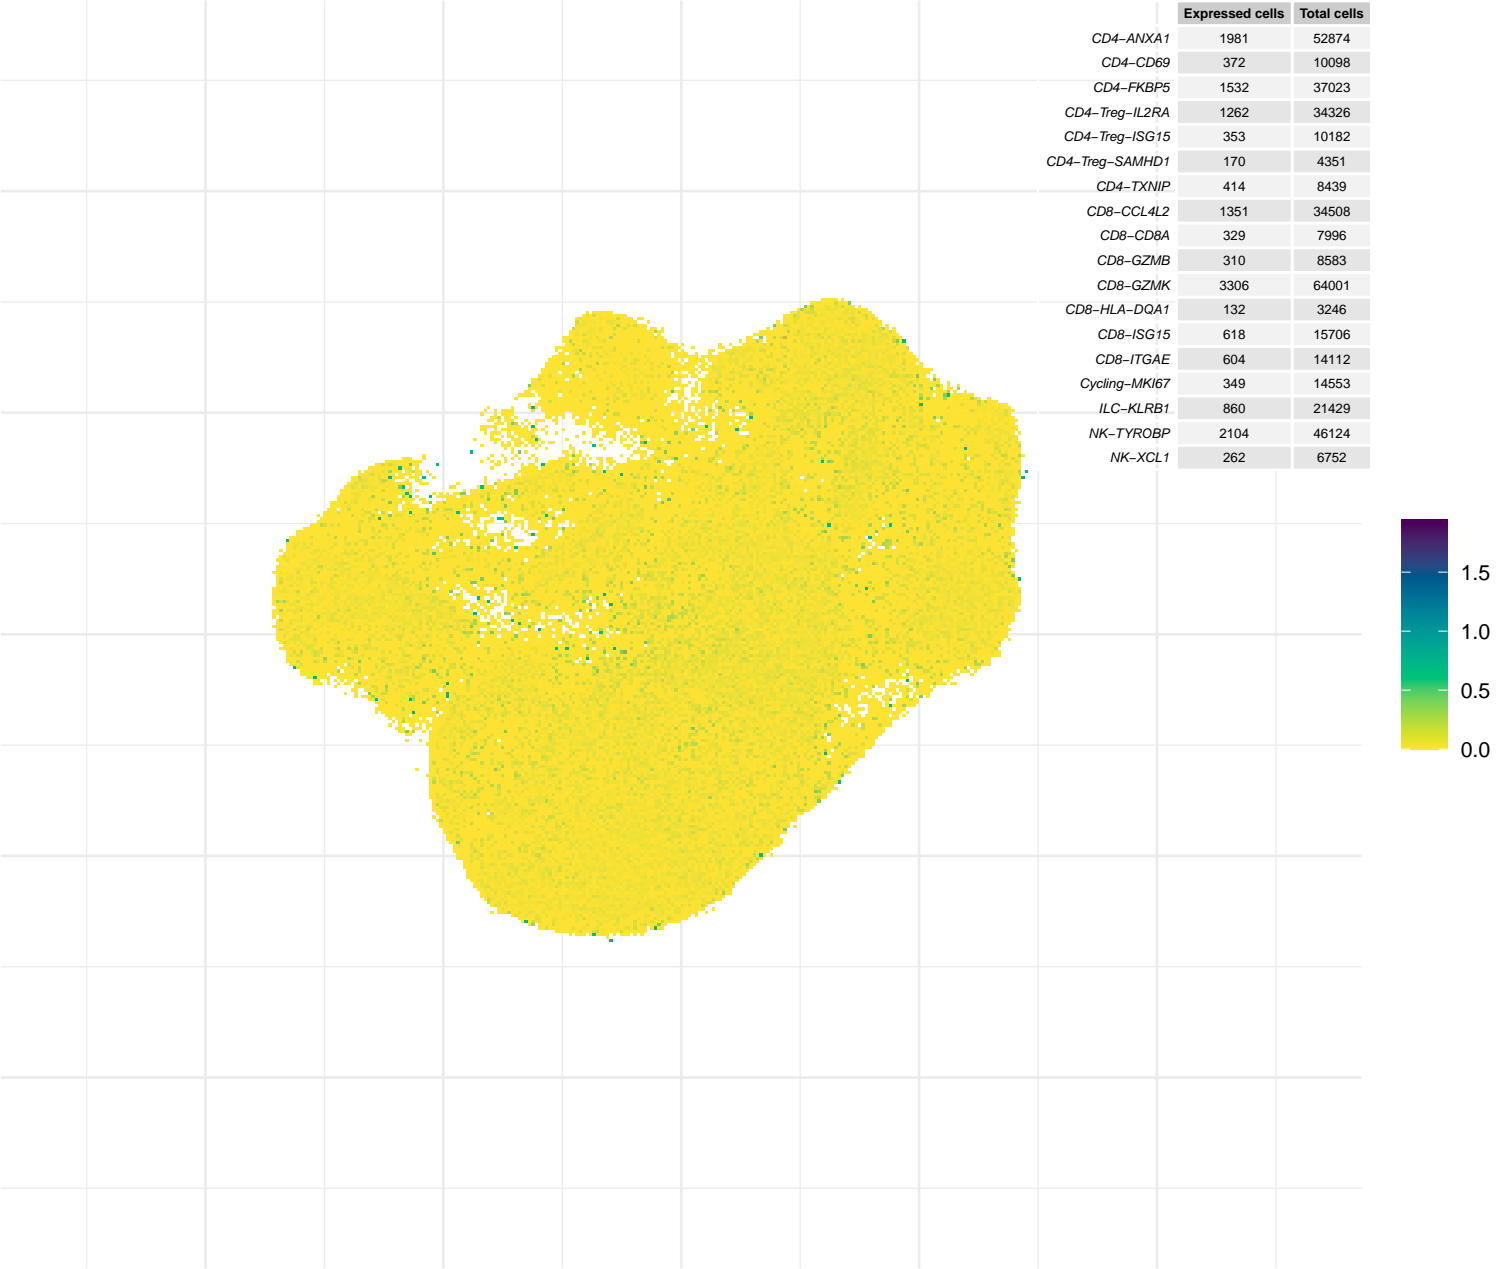 Expressed cells Total cells
CD4−ANXA1 1981 52874
CD4−CD69 372 10098
CD4−FKBP5 1532 37023
CD4−Treg−IL2RA 1262 34326
CD4−Treg−ISG15 353 10182
CD4−Treg−SAMHD1 170 4351
CD4−TXNIP 414 8439
CD8−CCL4L2 1351 34508
CD8−CD8A 329 7996
CD8−GZMB 310 8583
CD8−GZMK 3306 64001
CD8−HLA−DQA1 132 3246
CD8−ISG15 618 15706
CD8−ITGAE 604 14112
Cycling−MKI67 349 14553
ILC−KLRB1 860 21429
NK−TYROBP 2104 46124
NK−XCL1 262 6752
1.5
1.0
0.5
0.0